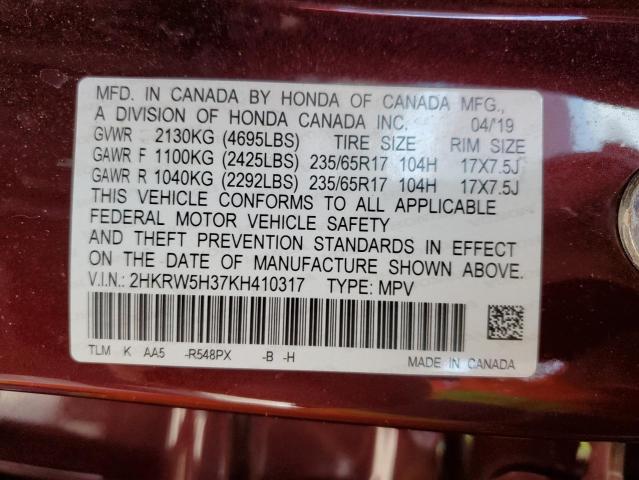 MFD. IN CANADA BY HONDA OF CANADA MFG.,
A DIVISION OF HONDA CANADA INC. 04/19
GVWR 2130KG (4695LBS) TIRE SIZE RIM SIZE
GAWR F 1100KG (2425LBS) 235/65R17 104H 17X7.5J
GAWR R 1040KG (2292LBS) 235/65R17 104H 17X7.5J
THIS VEHICLE CONFORMS TO ALL APPLICABLE
FEDERAL MOTOR VEHICLE SAFETY
AND THEFT PREVENTION STANDARDS IN EFFECT
ON THE DATE OF MANUFACTURE SHOWN ABOVE.
V.I.N.: 2HKRW5H37KH410317 TYPE: MPV
TLM K AA5 -R548PX -B -H MADE IN CANADA